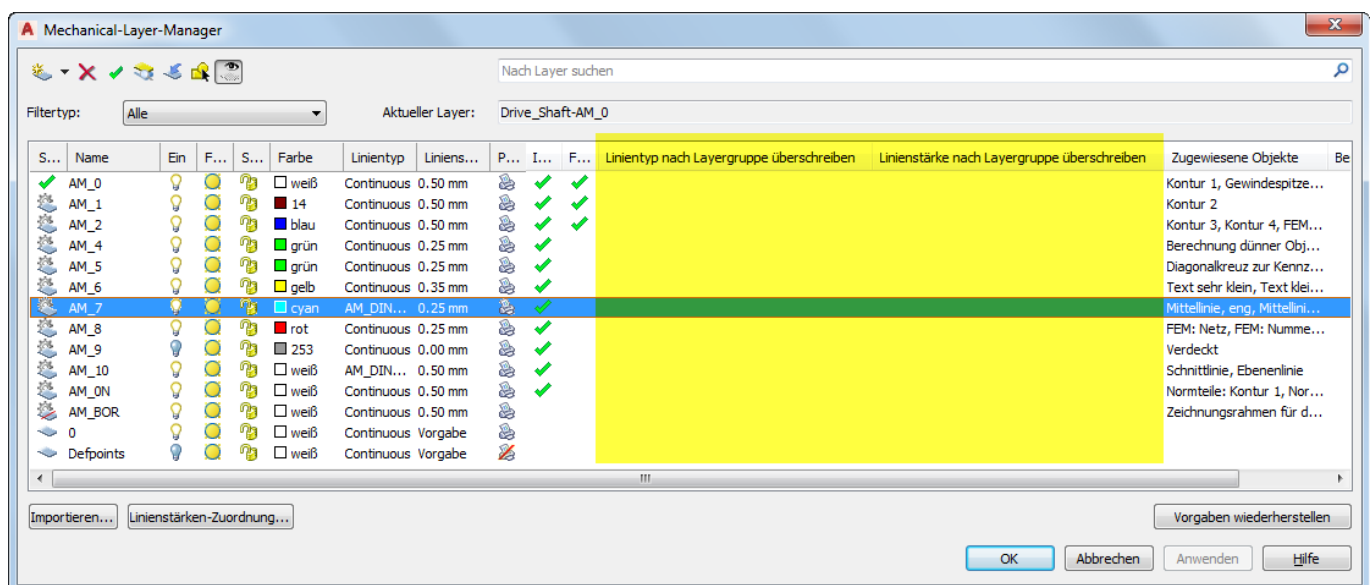 Mechanical-Layer-Manager
Nach Layer suchen
Filtertyp: Alle Aktueller Layer: Drive_Shaft-AM_0
S... Name Ein F... S... Farbe Linientyp Liniens... P... I... F... Linientyp nach Layergruppe überschreiben Linienstärke nach Layergruppe überschreiben Zugewiesene Objekte Be
AM_0 weiß Continuous 0.50 mm Kontur 1, Gewindespitze...
AM_1 14 Continuous 0.50 mm Kontur 2
AM_2 blau Continuous 0.50 mm Kontur 3, Kontur 4, FEM...
AM_4 grün Continuous 0.25 mm Berechnung dünner Obj...
AM_5 grün Continuous 0.25 mm Diagonalkreuz zur Kennz...
AM_6 gelb Continuous 0.35 mm Text sehr klein, Text klei...
AM_7 cyan AM_DIN... 0.25 mm Mittellinie, eng, Mittellini...
AM_8 rot Continuous 0.25 mm FEM: Netz, FEM: Numme...
AM_9 253 Continuous 0.00 mm Verdeckt
AM_10 weiß AM_DIN... 0.50 mm Schnittlinie, Ebenenlinie
AM_0N weiß Continuous 0.50 mm Normteile: Kontur 1, Nor...
AM_BOR weiß Continuous 0.50 mm Zeichnungsrahmen für d...
0 weiß Continuous Vorgabe
Defpoints weiß Continuous Vorgabe
Importieren... Linienstärken-Zuordnung... Vorgaben wiederherstellen
OK Abbrechen Anwenden Hilfe